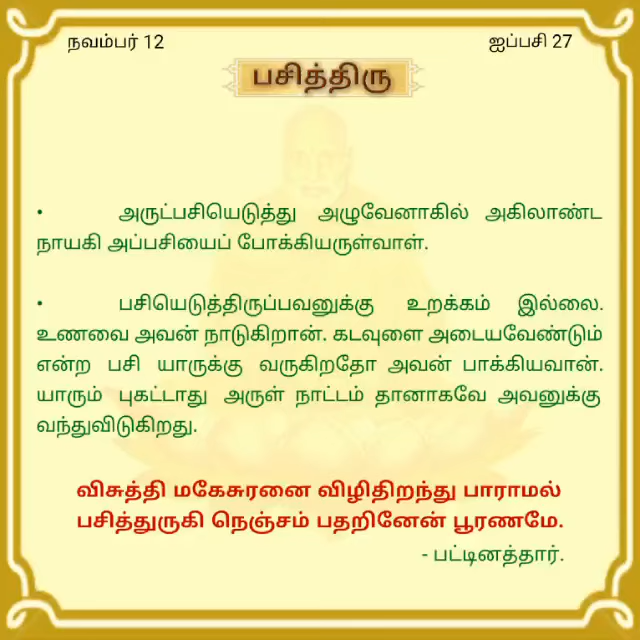 நவம்பர் 12
ஐப்பசி 27
பசித்திரு
• அருட்பசியெடுத்து அழுவேனாகில் அகிலாண்ட
நாயகி அப்பசியைப் போக்கியருள்வாள்.
• பசியெடுத்திருப்பவனுக்கு உறக்கம் இல்லை.
உணவை அவன் நாடுகிறான். கடவுளை அடையவேண்டும்
என்ற பசி யாருக்கு வருகிறதோ அவன் பாக்கியவான்.
யாரும் புகட்டாது அருள் நாட்டம் தானாகவே அவனுக்கு
வந்துவிடுகிறது.
விசுத்தி மகேசுரனை விழிதிறந்து பாராமல்
பசித்துருகி நெஞ்சம் பதறினேன் பூரணமே.
- பட்டினத்தார்.